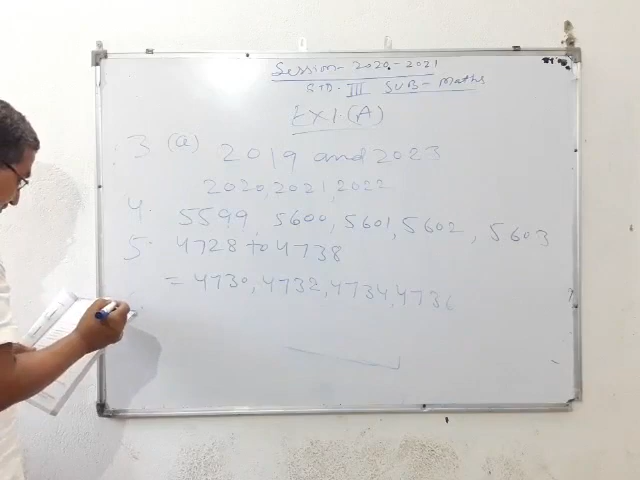 Session- 2020-2021
STD- III SUB- Maths
EX 1.(A)
3 (a) 2019 and 2023
2020, 2021, 2022
4. 5599, 5600, 5601, 5602, 5603
5. 4728 to 4738
= 4730, 4732, 4734, 4736